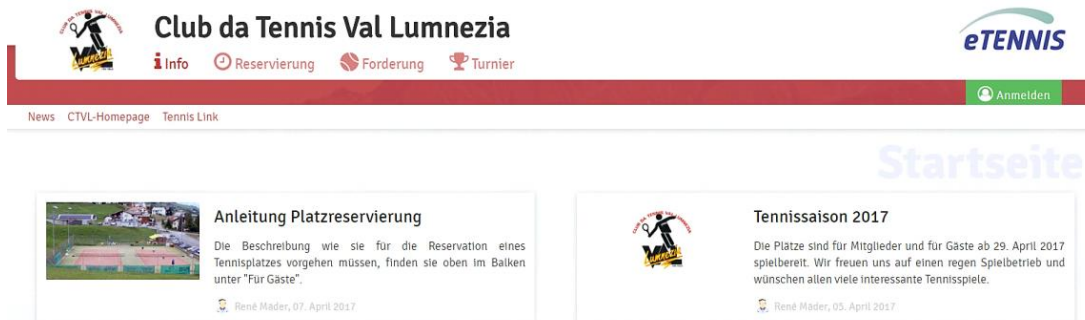 Club da Tennis Val Lumnezia
eTENNIS
Info Reservierung Forderung Turnier
Anmelden
News CTVL-Homepage Tennis Link
Startseite
Anleitung Platzreservierung
Die Beschreibung wie sie für die Reservation eines
Tennisplatzes vorgehen müssen, finden sie oben im Balken
unter "Für Gäste".
René Mäder, 07. April 2017
Tennissaison 2017
Die Plätze sind für Mitglieder und für Gäste ab 29. April 2017
spielbereit. Wir freuen uns auf einen regen Spielbetrieb und
wünschen allen viele interessante Tennisspiele.
René Mäder, 05. April 2017